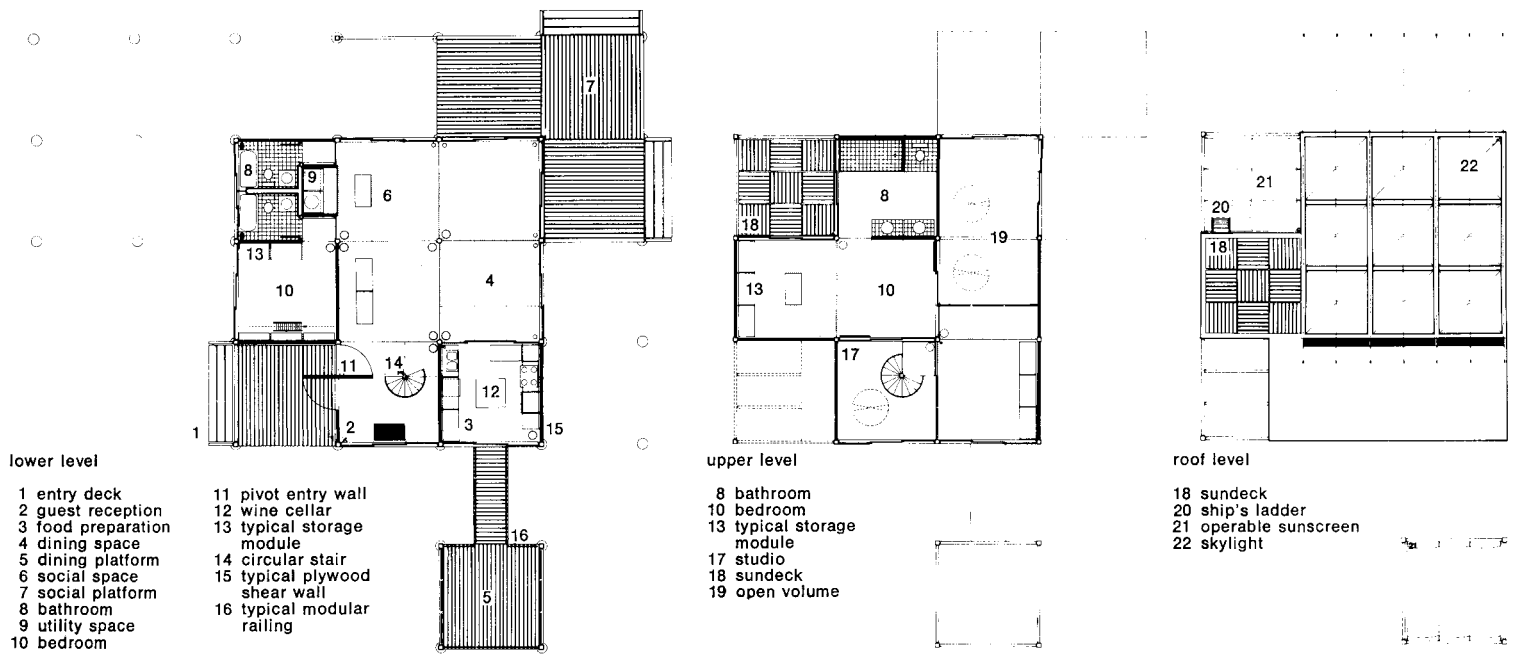 7
8
9
6
13
10
4
11
14
12
1
2
3
15
16
5
lower level
1 entry deck
2 guest reception
3 food preparation
4 dining space
5 dining platform
6 social space
7 social platform
8 bathroom
9 utility space
10 bedroom
11 pivot entry wall
12 wine cellar
13 typical storage
module
14 circular stair
15 typical plywood
shear wall
16 typical modular
railing
8
18
19
13
10
17
upper level
8 bathroom
10 bedroom
13 typical storage
module
17 studio
18 sundeck
19 open volume
22
21
20
18
roof level
18 sundeck
20 ship's ladder
21 operable sunscreen
22 skylight
21